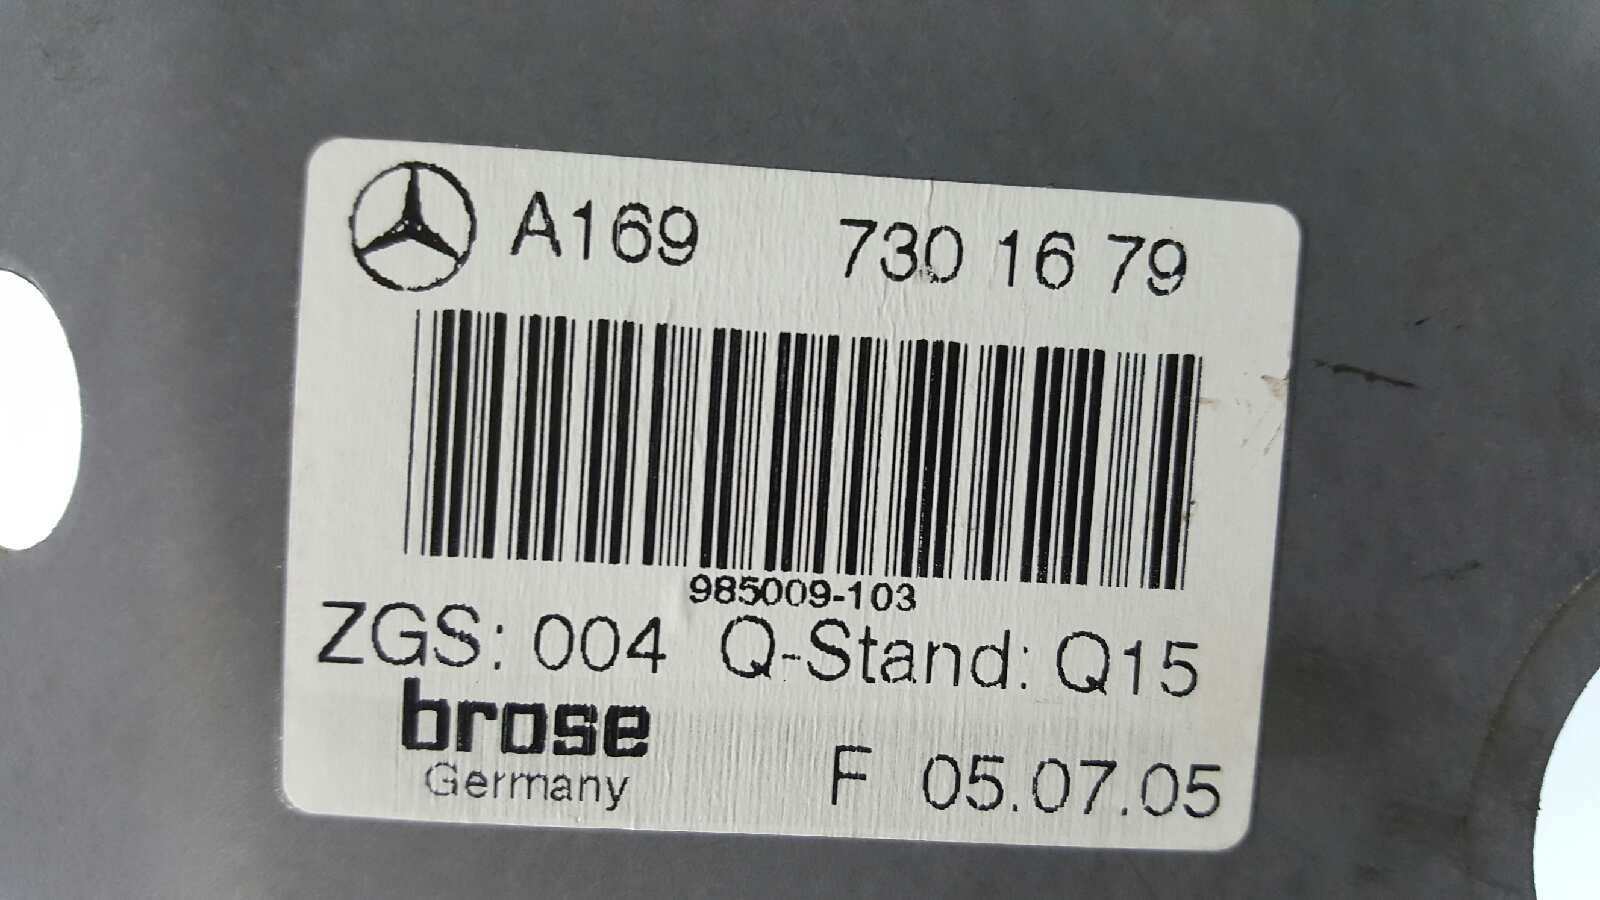 A169 730 16 79
985009-103
ZGS: 004 Q-Stand: Q15
brose
Germany
F 05.07.05